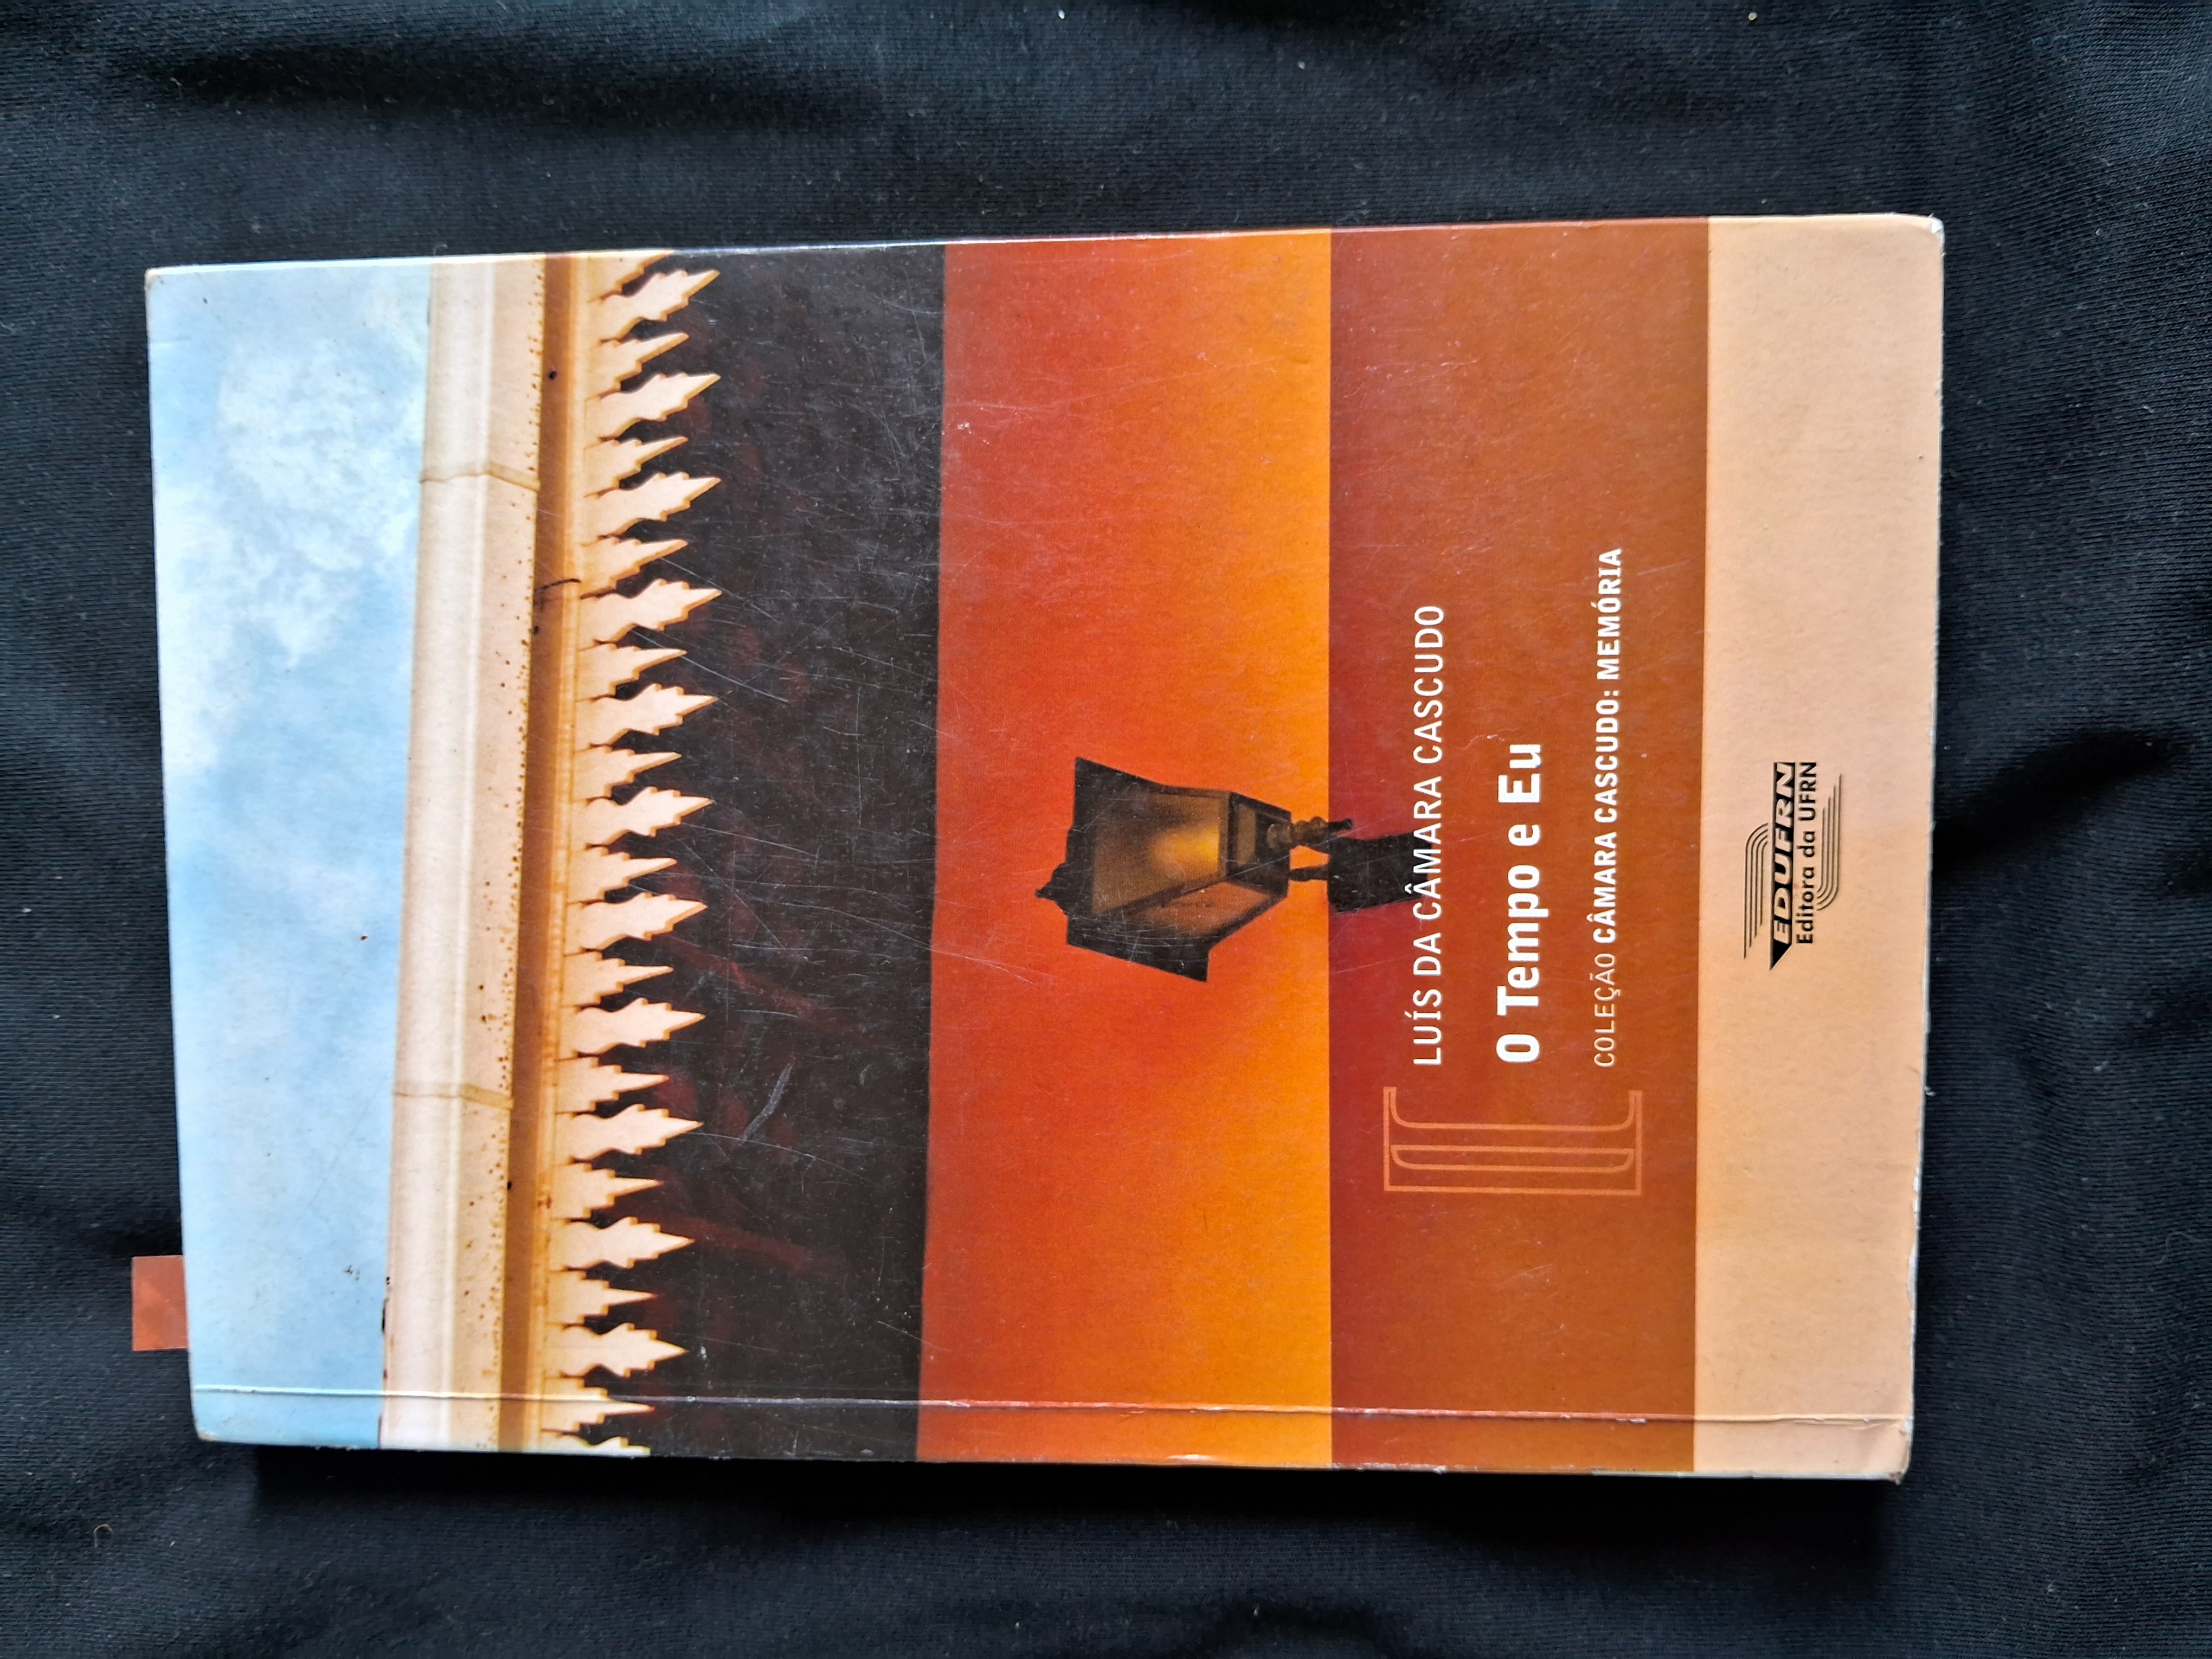 LUÍS DA CÂMARA CASCUDO
O Tempo e Eu
COLEÇÃO CÂMARA CASCUDO: MEMÓRIA
EDUFRN
Editora da UFRN